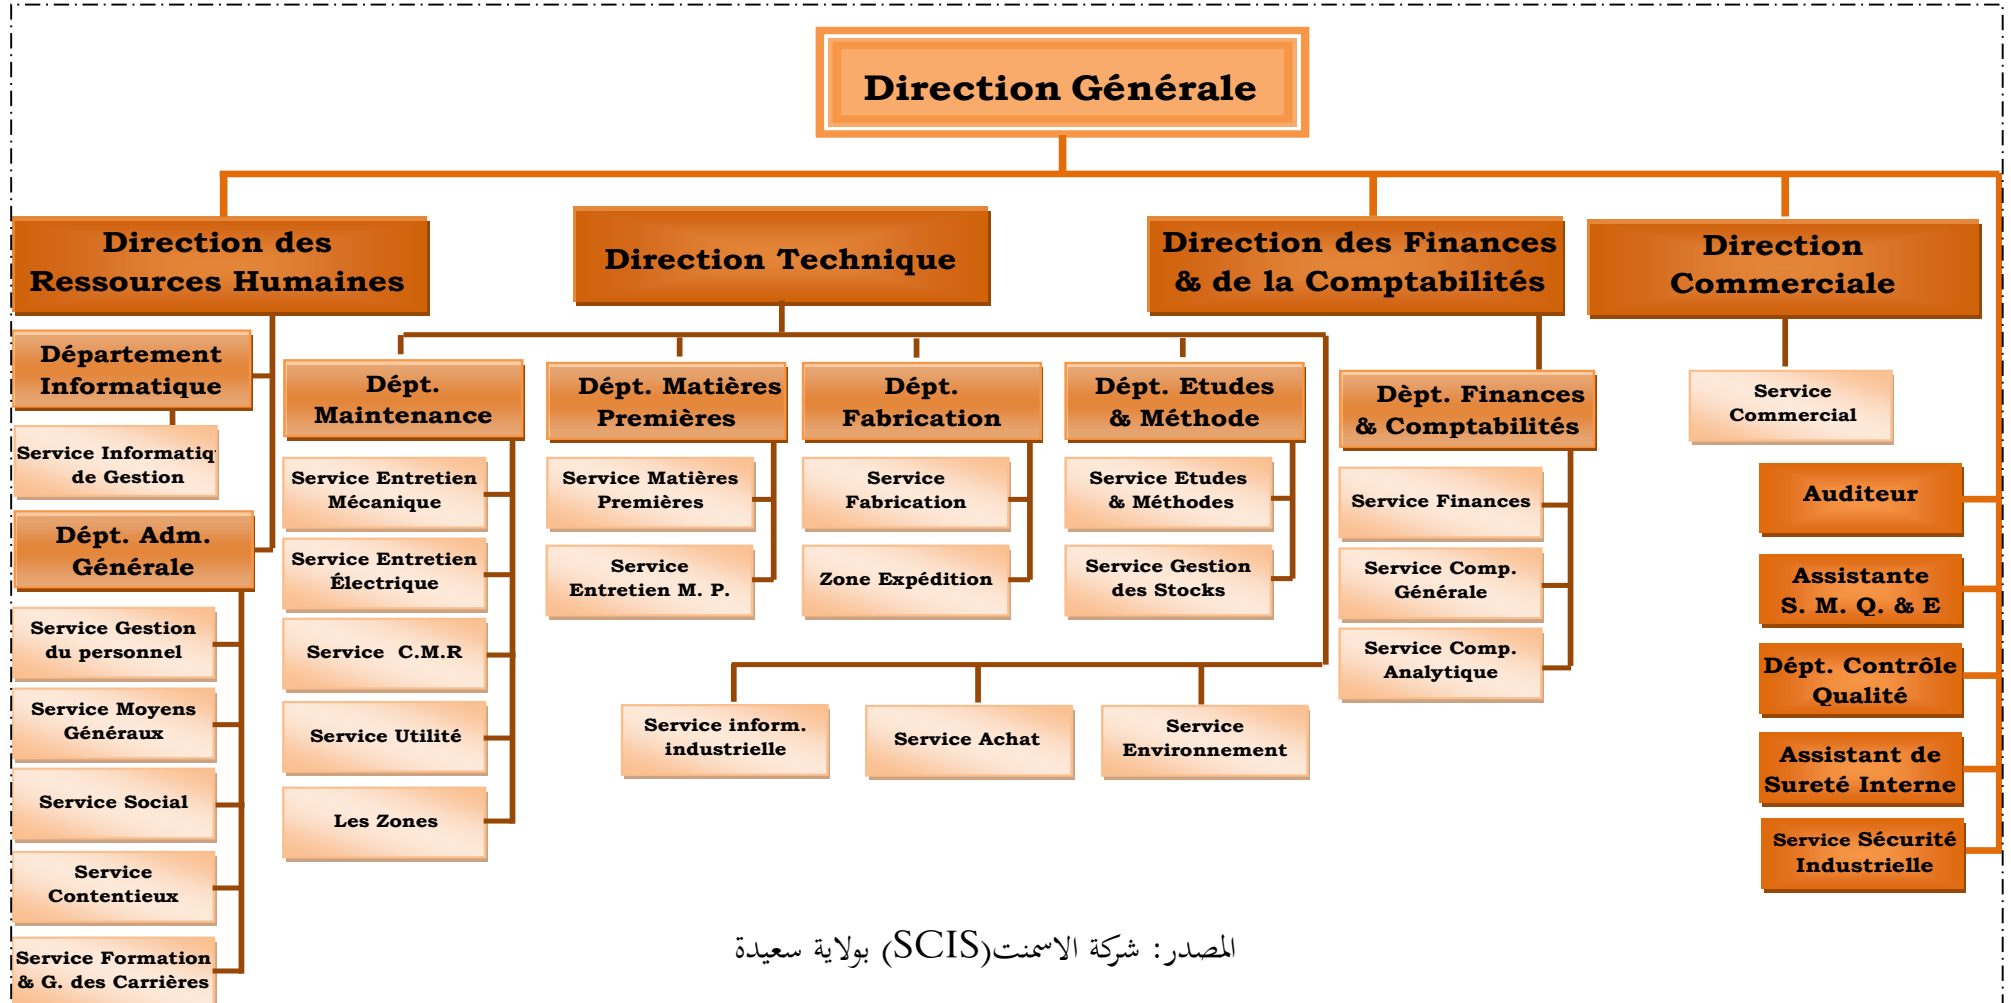 Direction Générale
Direction des
Ressources Humaines
Direction Technique
Direction des Finances
& de la Comptabilités
Direction
Commerciale
Département
Informatique
Service Informatiq
de Gestion
Dépt. Adm.
Générale
Service Gestion
du personnel
Service Moyens
Généraux
Service Social
Service
Contentieux
Service Formation
& G. des Carrières
Dépt.
Maintenance
Service Entretien
Mécanique
Service Entretien
Électrique
Service C.M.R
Service Utilité
Les Zones
Dépt. Matières
Premières
Service Matières
Premières
Service
Entretien M. P.
Dépt.
Fabrication
Service
Fabrication
Zone Expédition
Dépt. Etudes
& Méthode
Service Etudes
& Méthodes
Service Gestion
des Stocks
Service inform.
industrielle
Service Achat
Service
Environnement
Dèpt. Finances
& Comptabilités
Service Finances
Service Comp.
Générale
Service Comp.
Analytique
Service
Commercial
Auditeur
Assistante
S. M. Q. & E
Dépt. Contrôle
Qualité
Assistant de
Sureté Interne
Service Sécurité
Industrielle
المصدر: شركة الاسمنت(SCIS) بولاية سعيدة